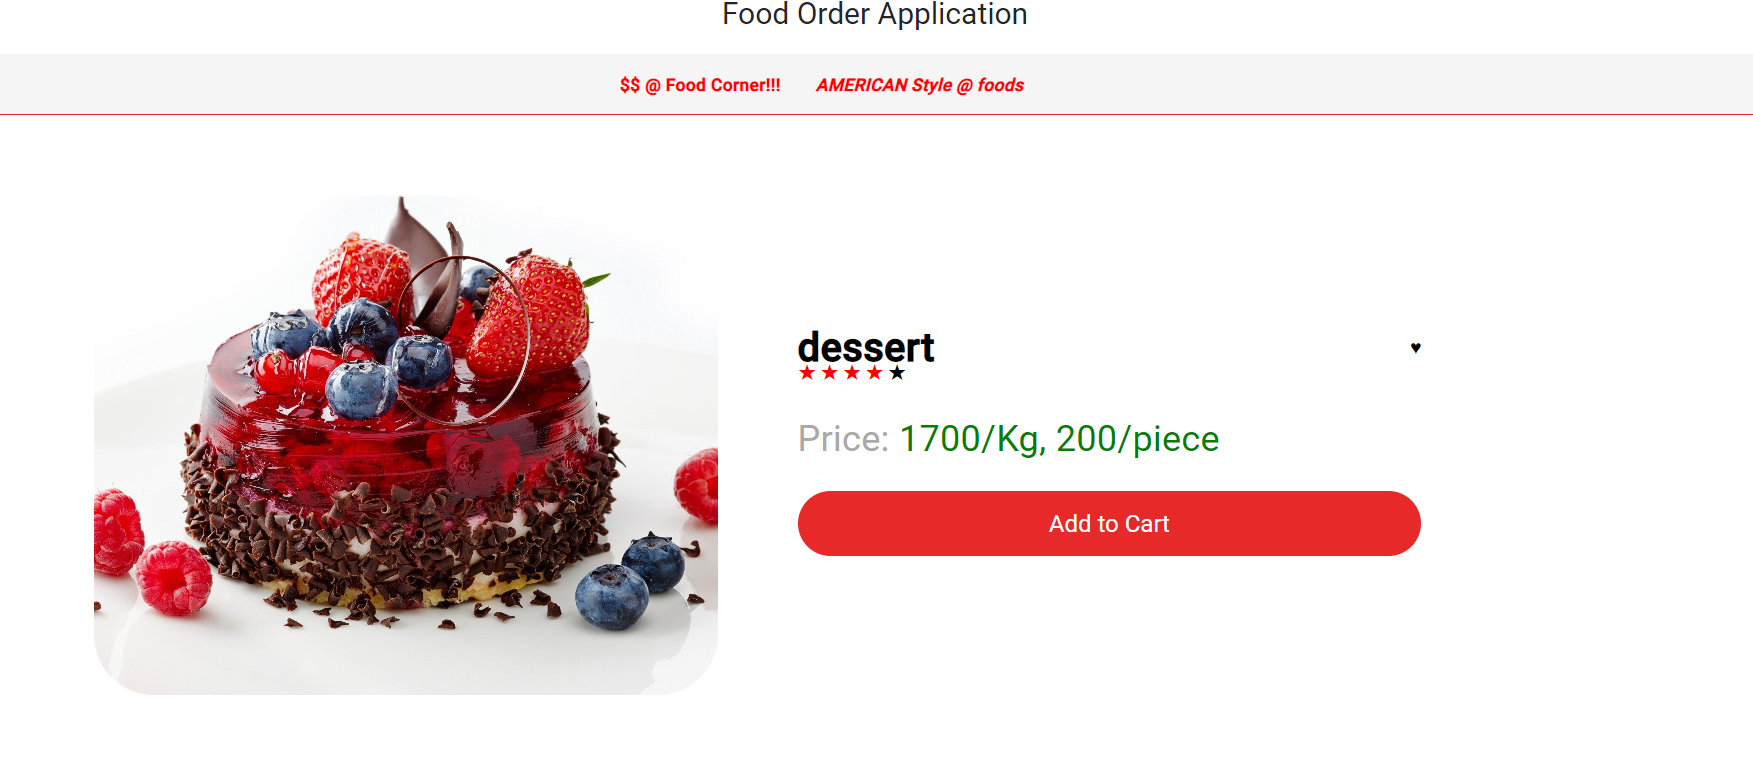 Food Order Application
$$ @ Food Corner!!! AMERICAN Style @ foods
dessert ♥
★ ★ ★ ★ ★
Price: 1700/Kg, 200/piece
Add to Cart